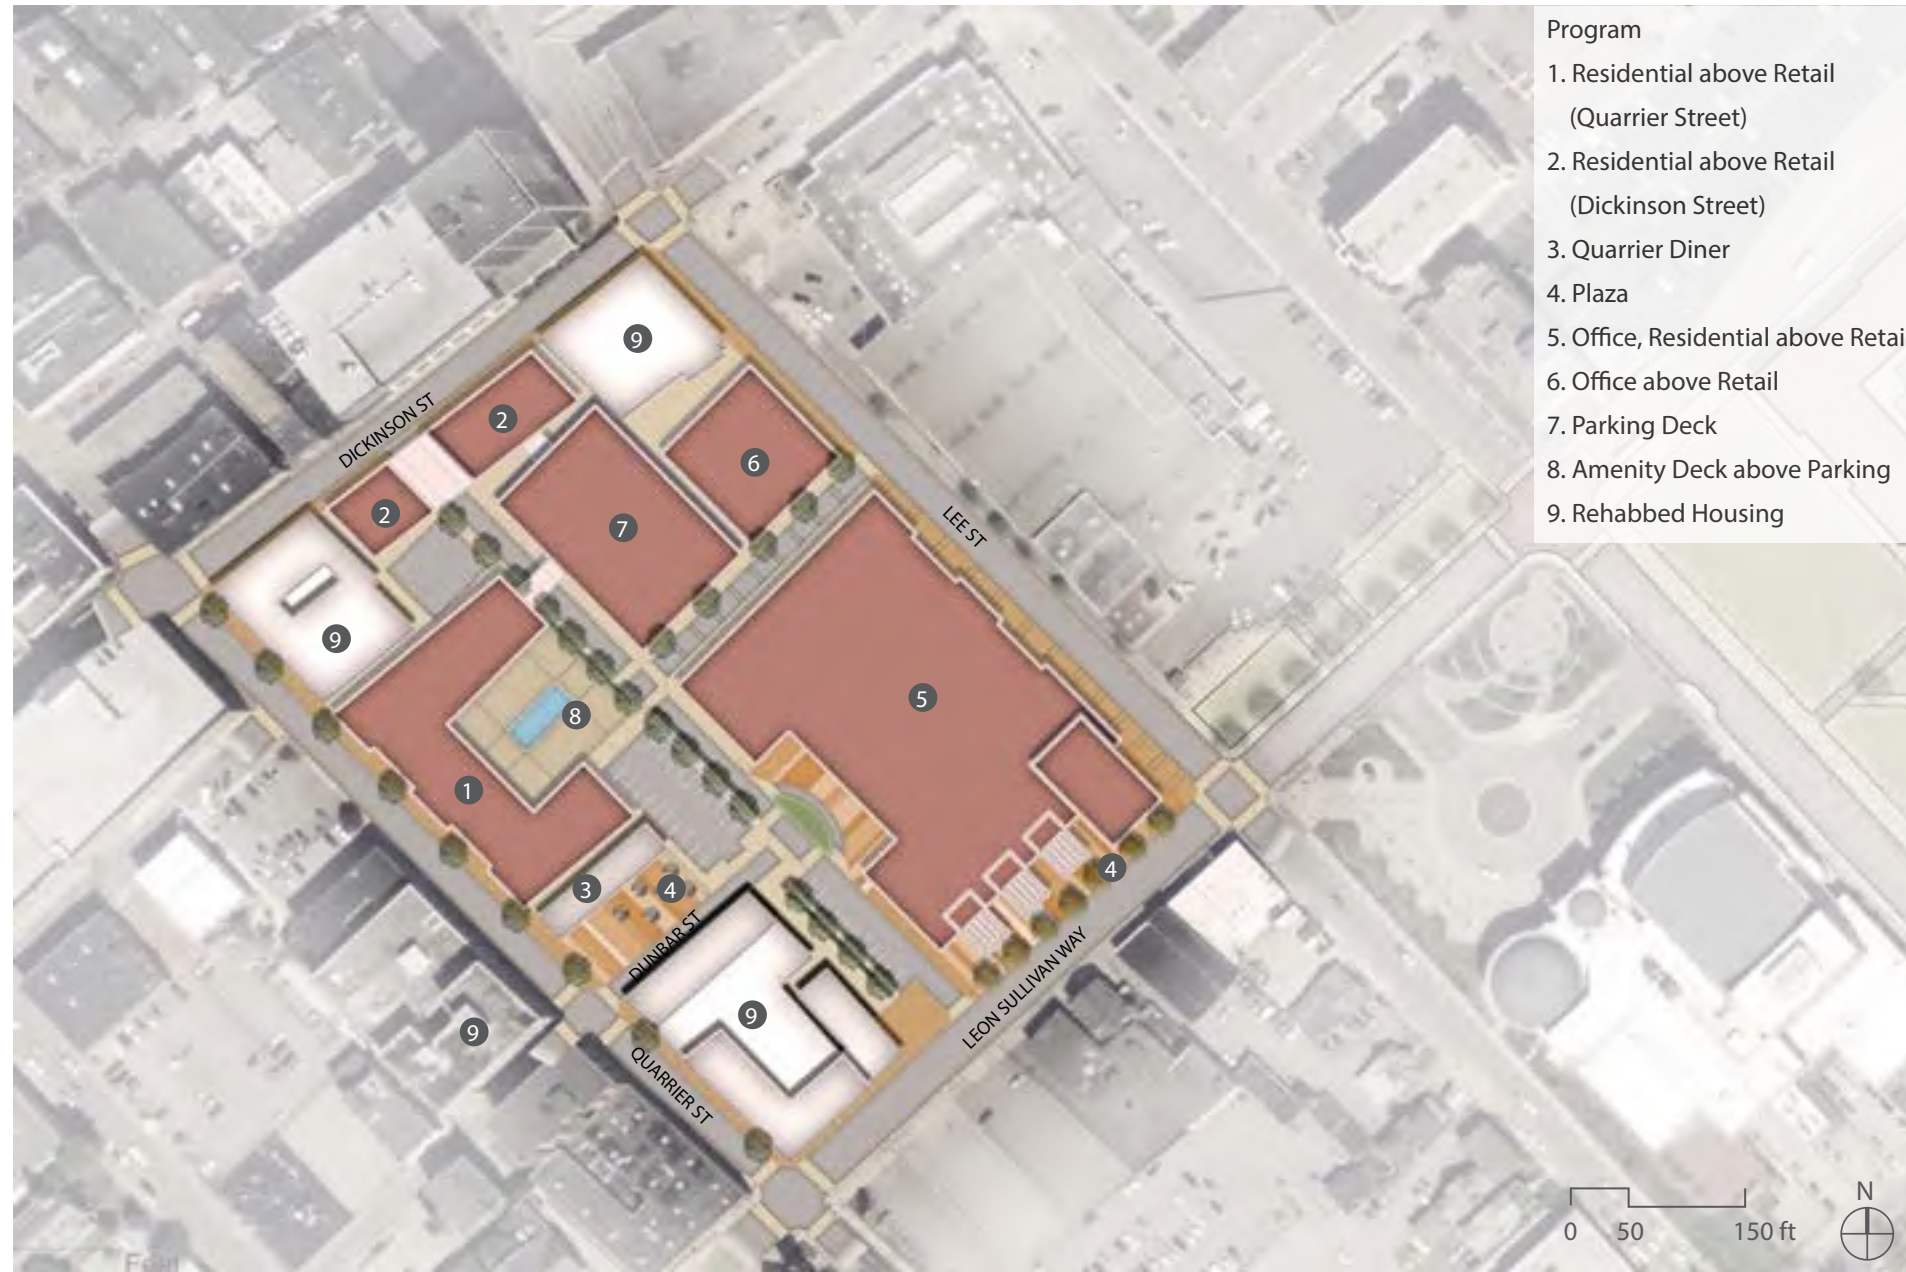 Program
1. Residential above Retail
(Quarrier Street)
2. Residential above Retail
(Dickinson Street)
3. Quarrier Diner
4. Plaza
5. Office, Residential above Retai
6. Office above Retail
7. Parking Deck
8. Amenity Deck above Parking
9. Rehabbed Housing
9
2
DICKINSON ST
6
2
7
LEE ST
9
5
8
1
4
3
4
DUNBAR ST
9
9
LEON SULLIVAN WAY
QUARRIER ST
N
0 50 150 ft